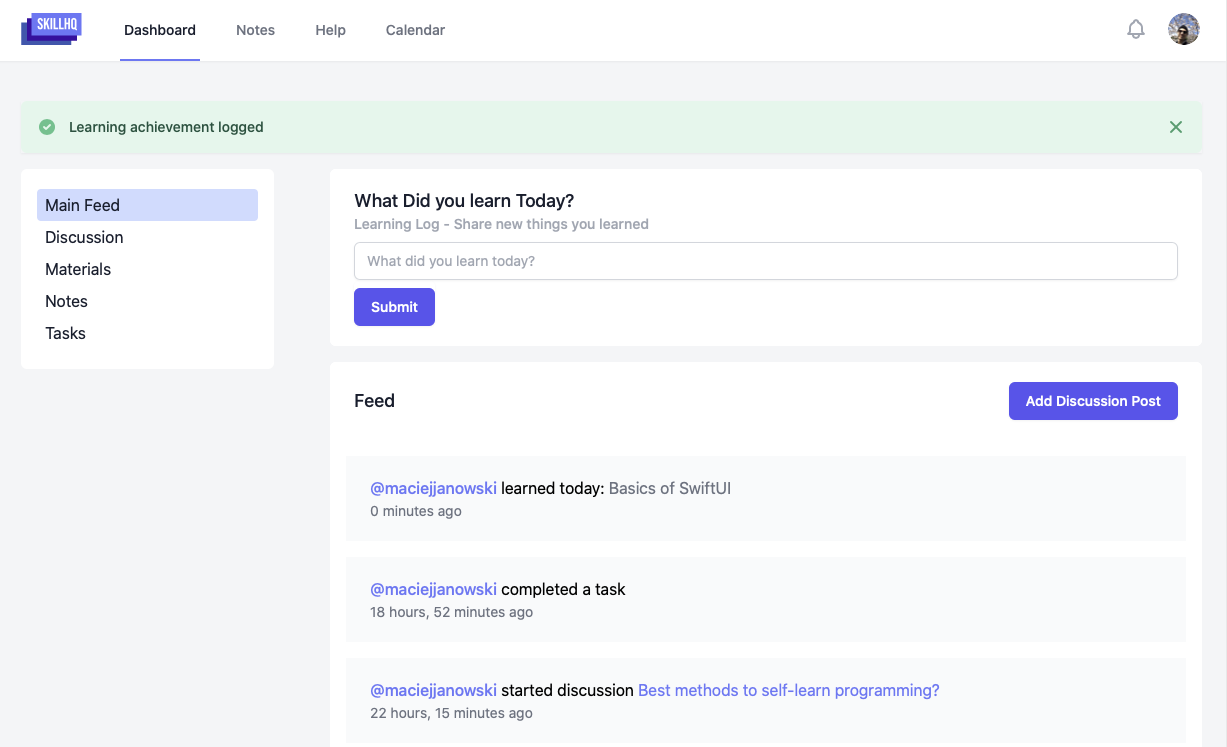 SKILLHQ
Dashboard
Notes
Help
Calendar
Learning achievement logged
Main Feed
Discussion
Materials
Notes
Tasks
What Did you learn Today?
Learning Log - Share new things you learned
What did you learn today?
Submit
Feed
Add Discussion Post
@maciejjanowski learned today: Basics of SwiftUI
0 minutes ago
@maciejjanowski completed a task
18 hours, 52 minutes ago
@maciejjanowski started discussion Best methods to self-learn programming?
22 hours, 15 minutes ago